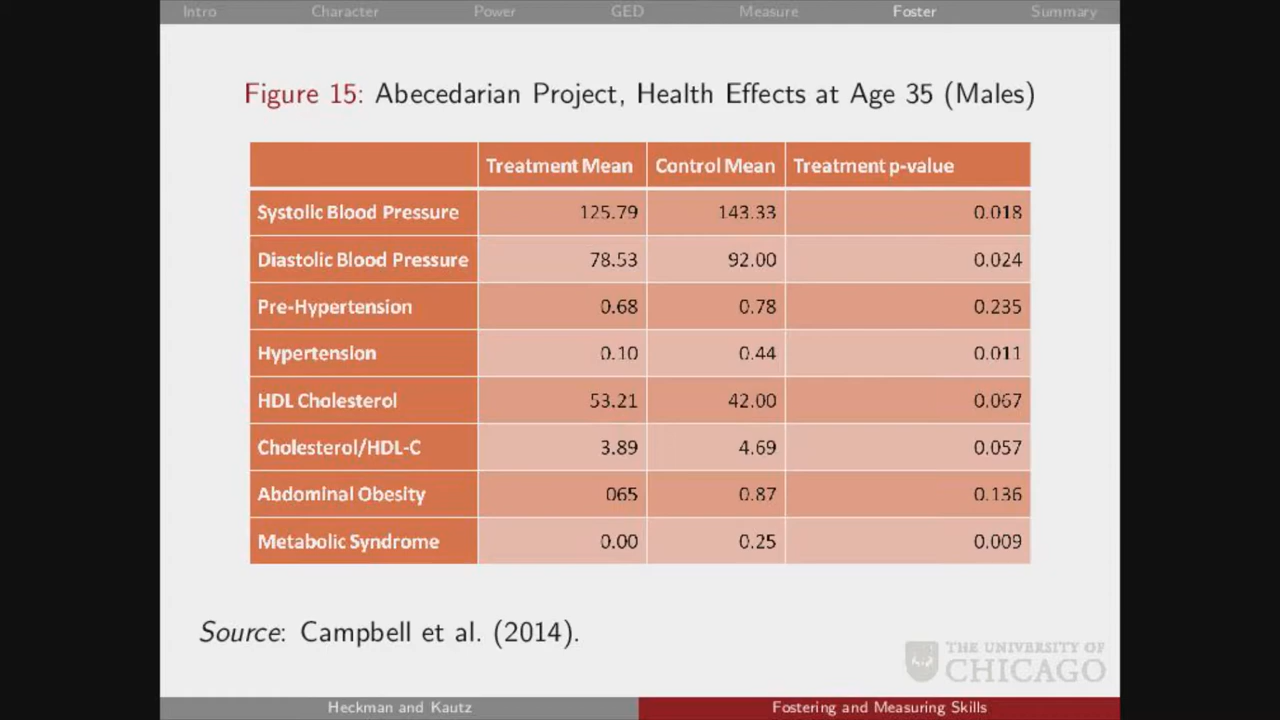 Intro Character Power GED Measure Foster Summary
Figure 15: Abecedarian Project, Health Effects at Age 35 (Males)
Treatment Mean Control Mean Treatment p-value
Systolic Blood Pressure 125.79 143.33 0.018
Diastolic Blood Pressure 78.53 92.00 0.024
Pre-Hypertension 0.68 0.78 0.235
Hypertension 0.10 0.44 0.011
HDL Cholesterol 53.21 42.00 0.067
Cholesterol/HDL-C 3.89 4.69 0.057
Abdominal Obesity 065 0.87 0.136
Metabolic Syndrome 0.00 0.25 0.009
Source: Campbell et al. (2014).
THE UNIVERSITY OF
CHICAGO
Heckman and Kautz Fostering and Measuring Skills